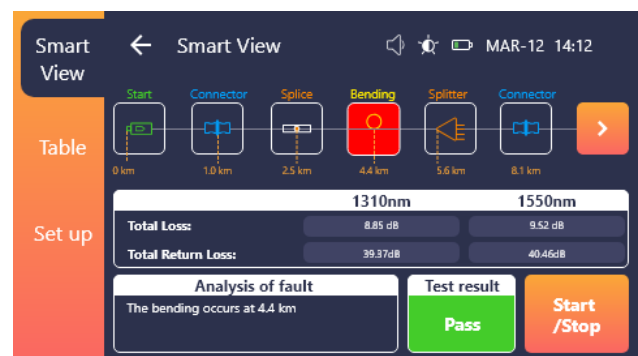 Smart
View
Table
Set up
Smart View
MAR-12 14:12
Start Connector Splice Bending Splitter Connector
0 km 1.0 km 2.5 km 4.4 km 5.6 km 8.1 km
1310nm 1550nm
Total Loss: 8.85 dB 9.52 dB
Total Return Loss: 39.37dB 40.46dB
Analysis of fault
The bending occurs at 4.4 km
Test result
Pass
Start
/Stop